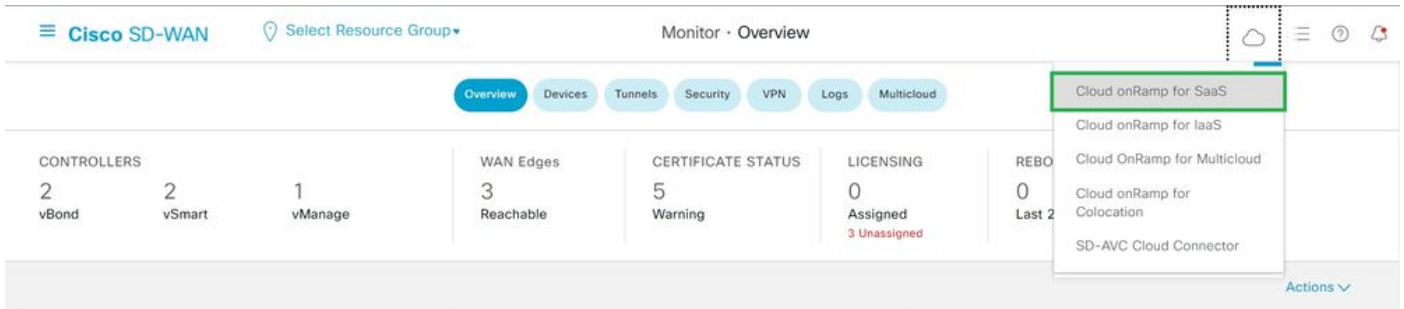 Cisco SD-WAN
Select Resource Group
Monitor · Overview
Overview Devices Tunnels Security VPN Logs Multicloud
Cloud onRamp for SaaS
Cloud onRamp for IaaS
Cloud OnRamp for Multicloud
Cloud onRamp for
Colocation
SD-AVC Cloud Connector
CONTROLLERS
2 2 1
vBond vSmart vManage
WAN Edges
3
Reachable
CERTIFICATE STATUS
5
Warning
LICENSING
0
Assigned
3 Unassigned
REBO
0
Last 2
Actions